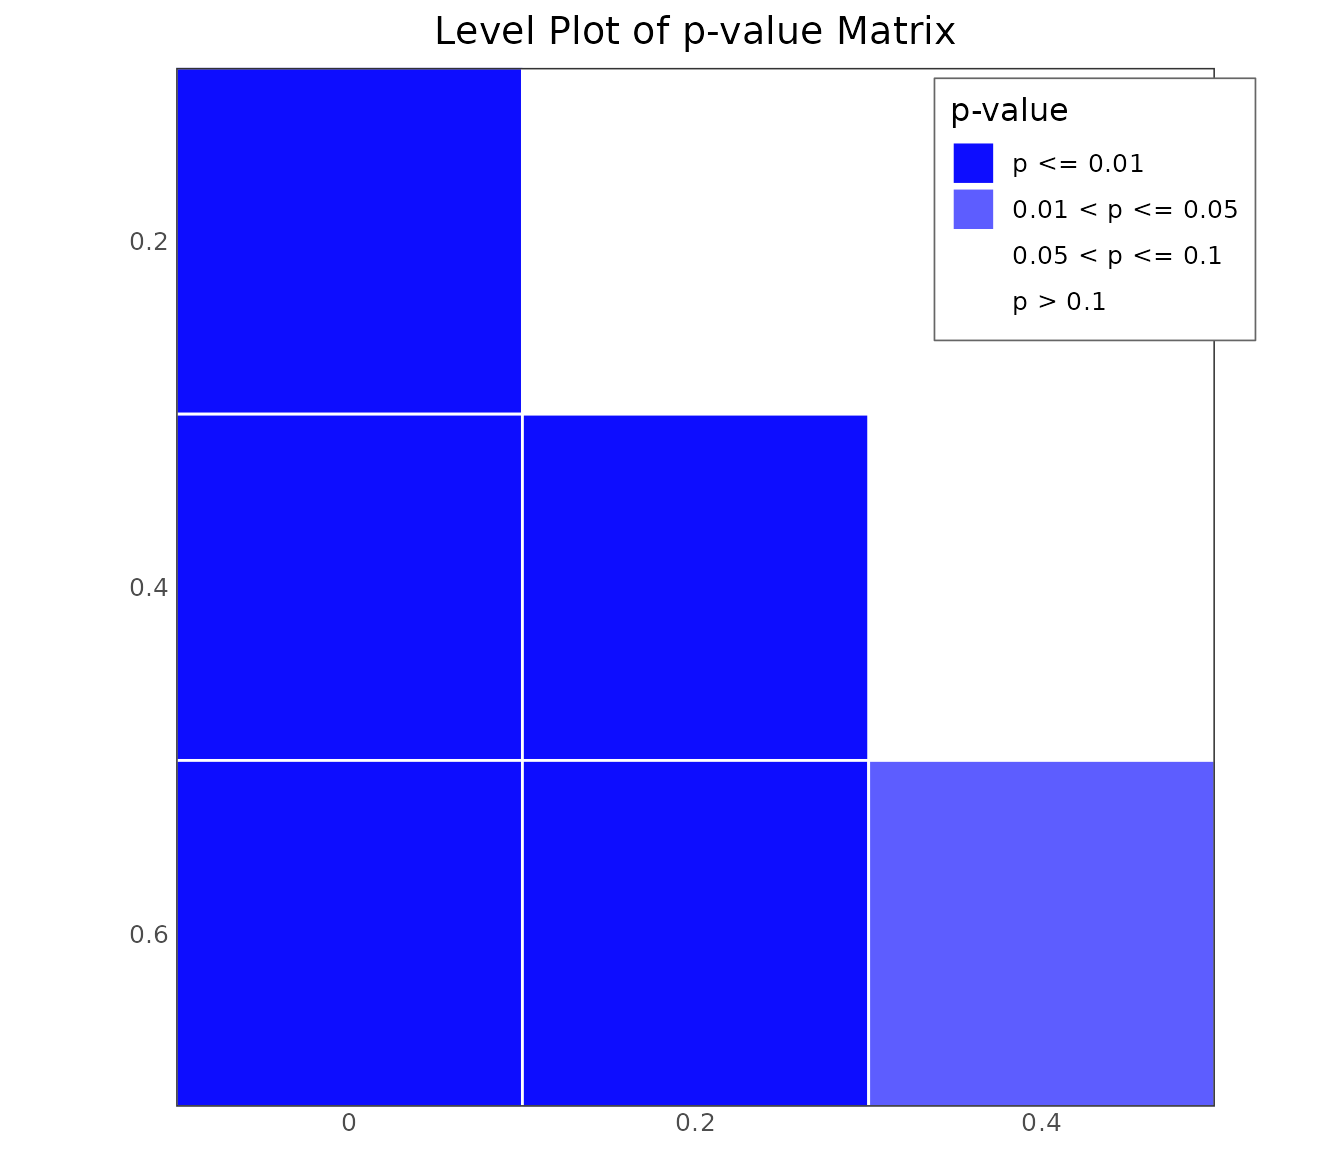 Level Plot of p-value Matrix
p-value
p <= 0.01
0.01 < p <= 0.05
0.05 < p <= 0.1
p > 0.1
0.2
0.4
0.6
0
0.2
0.4